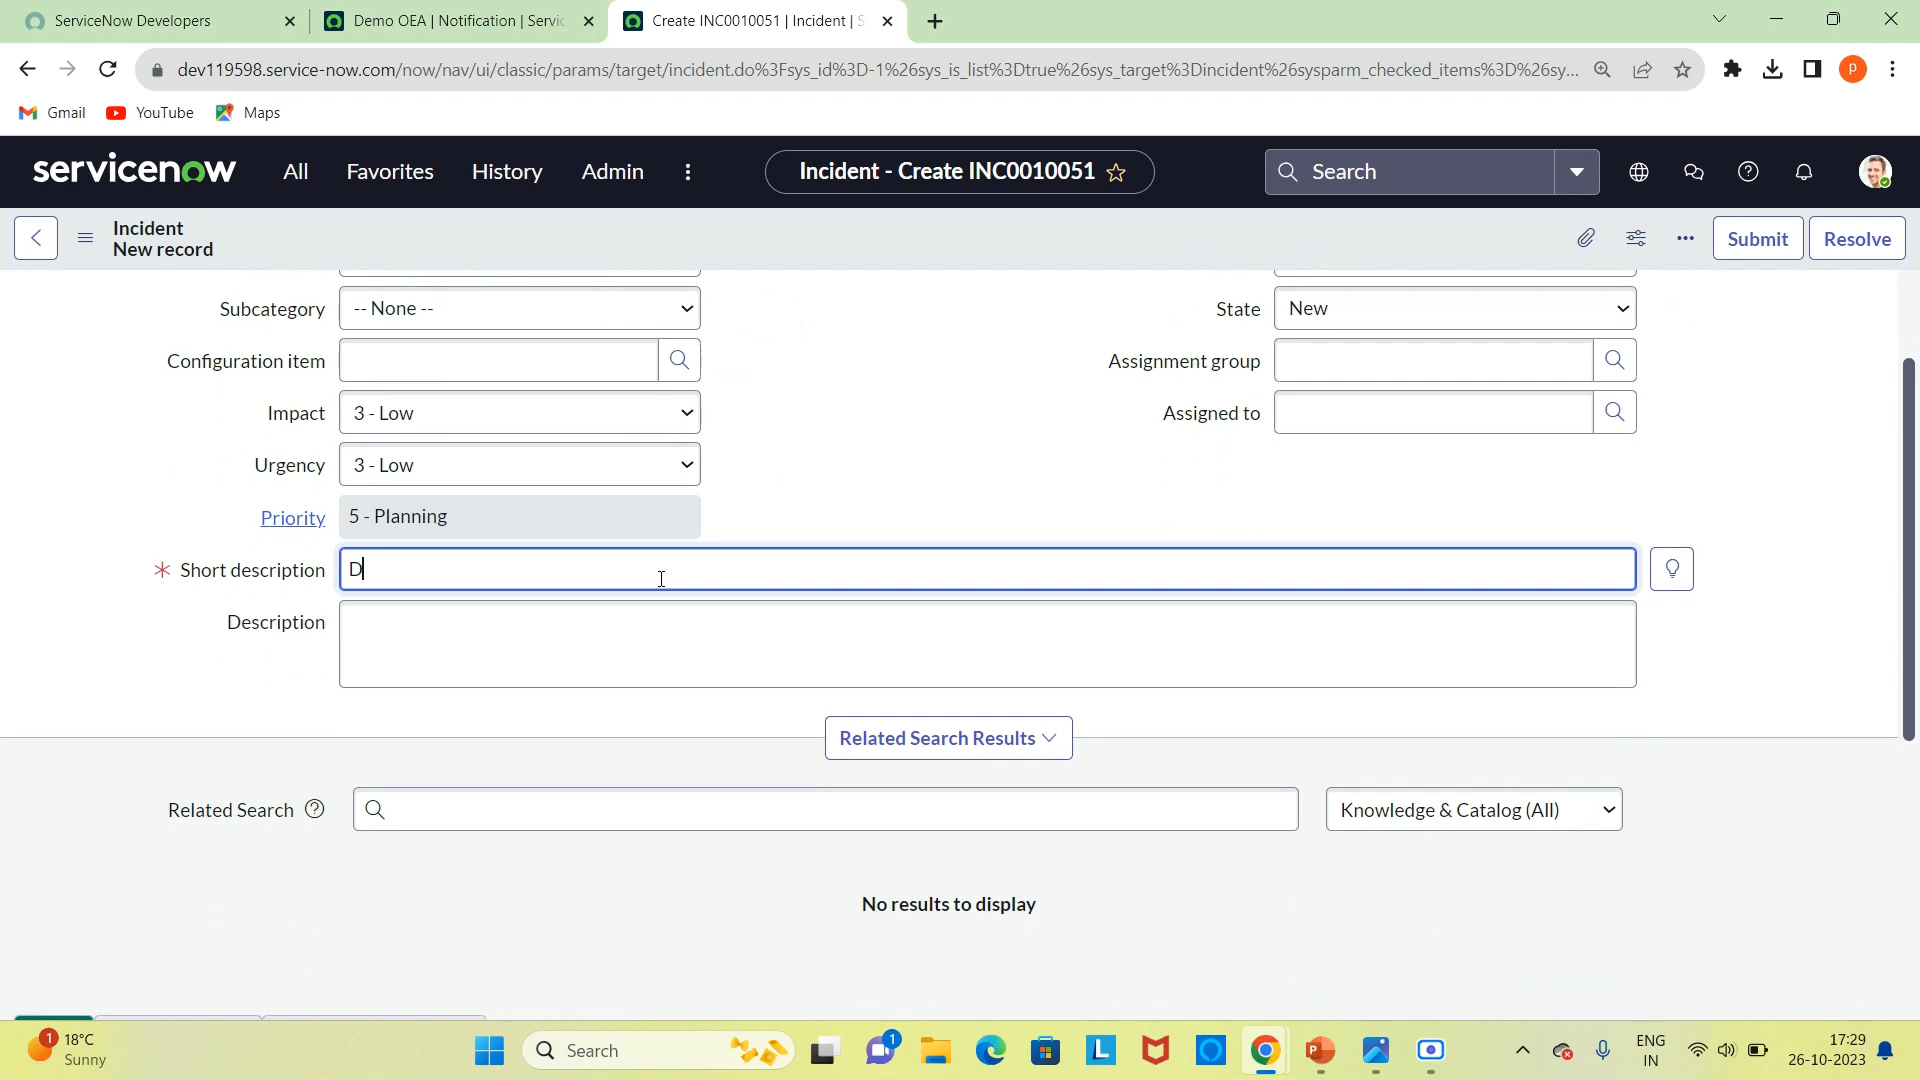 ServiceNow Developers
Demo OEA | Notification | Servic
Create INC0010051 | Incident | S
dev119598.service-now.com/now/nav/ui/classic/params/target/incident.do%3Fsys_id%3D-1%26sys_is_list%3Dtrue%26sys_target%3Dincident%26sysparm_checked_items%3D%26sy...
P
Gmail
YouTube
Maps
servicenow
All
Favorites
History
Admin
Incident - Create INC0010051
Search
Incident
New record
Submit
Resolve
Subcategory
-- None --
State
New
Configuration item
Assignment group
Impact
3 - Low
Assigned to
Urgency
3 - Low
Priority
5 - Planning
Short description
D
Description
Related Search Results
Related Search
Knowledge & Catalog (All)
No results to display
1
18°C
Sunny
Search
1
L
P
ENG
IN
17:29
26-10-2023